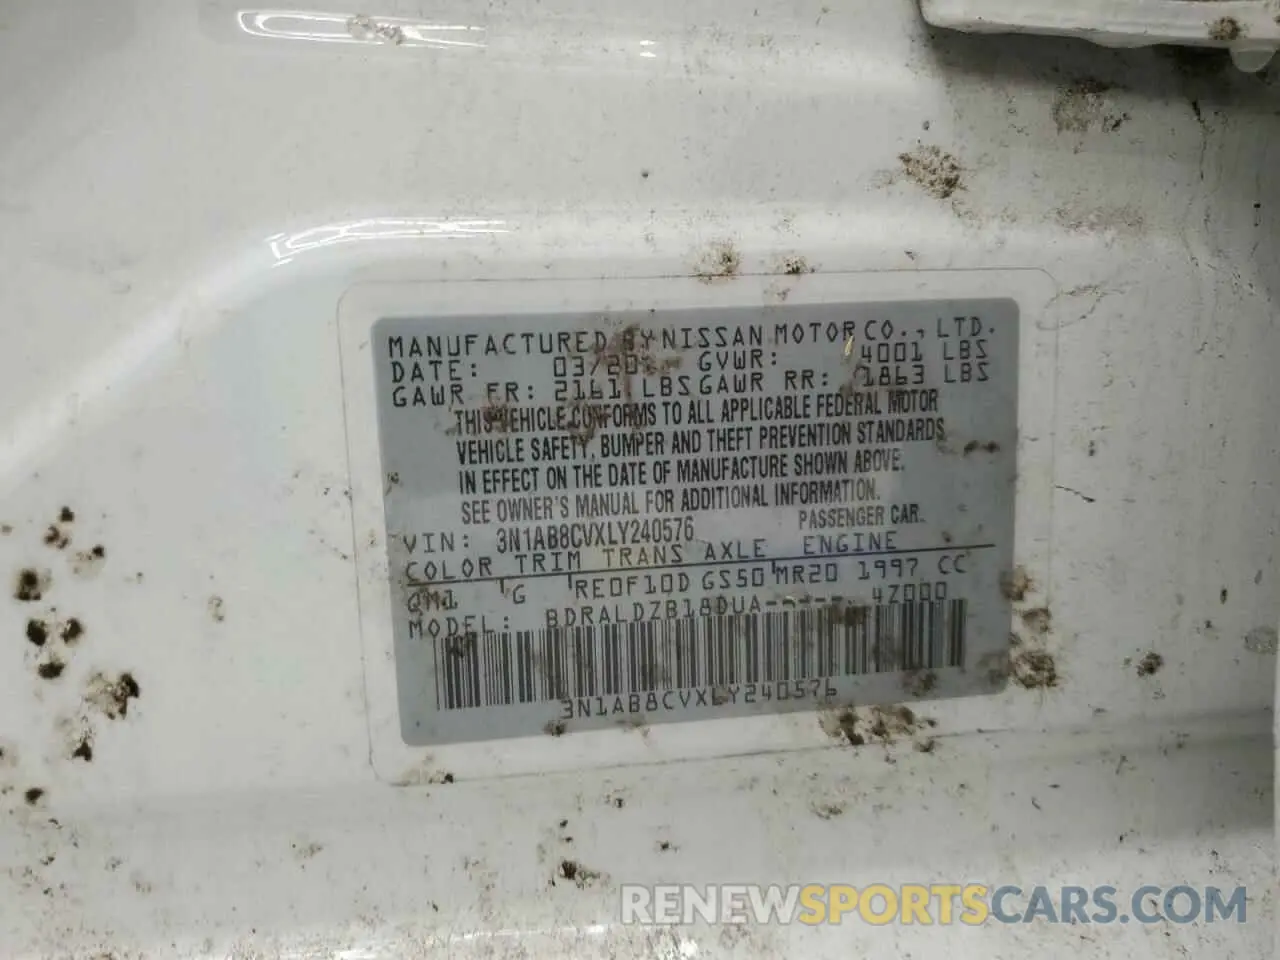 MANUFACTURED BY NISSAN MOTOR CO., LTD.
DATE: 03/20 GVWR: 4001 LBS
GAWR FR: 2161 LBS GAWR RR: 1863 LBS
THIS VEHICLE CONFORMS TO ALL APPLICABLE FEDERAL MOTOR
VEHICLE SAFETY, BUMPER AND THEFT PREVENTION STANDARDS
IN EFFECT ON THE DATE OF MANUFACTURE SHOWN ABOVE.
SEE OWNER'S MANUAL FOR ADDITIONAL INFORMATION.
VIN: 3N1AB8CVXLY240576 PASSENGER CAR.
COLOR TRIM TRANS AXLE ENGINE
QM1 G RE0F10D GS50 MR20 1997 CC
MODEL: BDRALDZB18DUA----- 4Z000
3N1AB8CVXLY240576
RENEWSPORTSCARS.COM